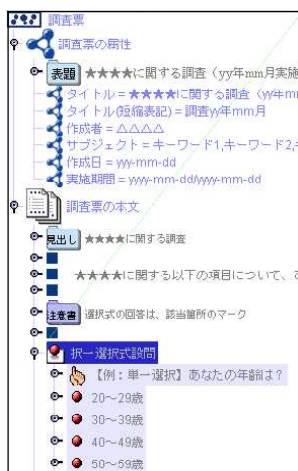 調査票
調査票の属性
表題 ★★★★に関する調査（yy年mm月実施
タイトル = ★★★★に関する調査（yy年mm
タイトル(短縮表記) = 調査yy年mm月
作成者 = △△△△
サブジェクト = キーワード1,キーワード2,
作成日 = yyy-mm-dd
実施期間 = yyyy-mm-dd/yyyy-mm-dd
調査票の本文
見出し ★★★★に関する調査
★★★★に関する以下の項目について、
注意書 選択式の回答は、該当箇所のマーク
択一選択式設問
【例：単一選択】あなたの年齢は？
20～29歳
30～39歳
40～49歳
50～59歳